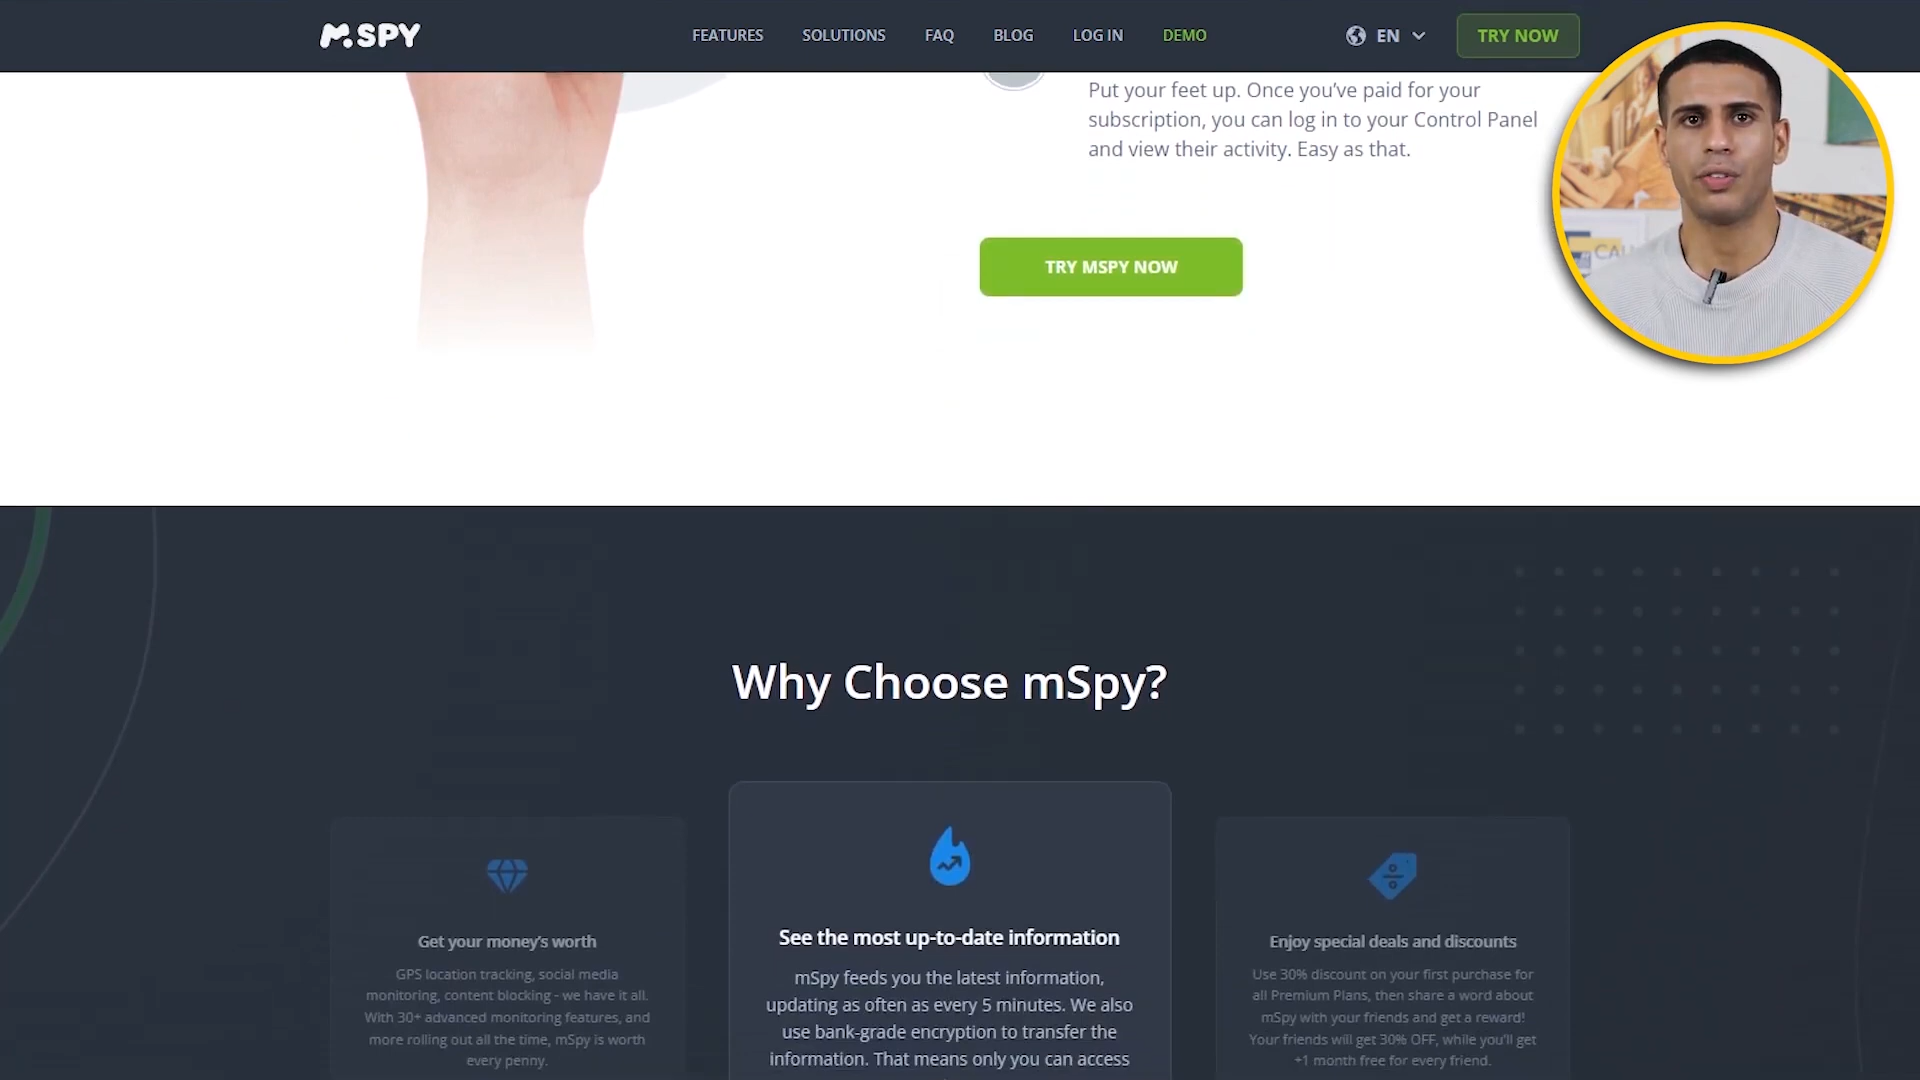 M.SPY
FEATURES
SOLUTIONS
FAQ
BLOG
LOG IN
DEMO
EN
TRY NOW
Put your feet up. Once you’ve paid for your
subscription, you can log in to your Control Panel
and view their activity. Easy as that.
TRY MSPY NOW
Why Choose mSpy?
Get your money’s worth
GPS location tracking, social media
monitoring, content blocking - we have it all.
With 30+ advanced monitoring features, and
more rolling out all the time, mSpy is worth
every penny.
See the most up-to-date information
mSpy feeds you the latest information,
updating as often as every 5 minutes. We also
use bank-grade encryption to transfer the
information. That means only you can access
Enjoy special deals and discounts
Use 30% discount on your first purchase for
all Premium Plans, then share a word about
mSpy with your friends and get a reward!
Your friends will get 30% OFF, while you’ll get
+1 month free for every friend.